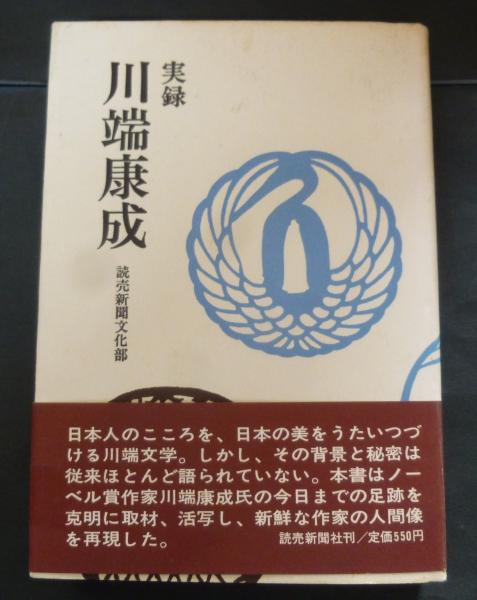 実録
川端康成
読売新聞文化部
日本人のこころを、日本の美をうたいつづ
ける川端文学。しかし、その背景と秘密は
従来ほとんど語られていない。本書はノー
ベル賞作家川端康成氏の今日までの足跡を
克明に取材、活写し、新鮮な作家の人間像
を再現した。
読売新聞社刊／定価550円